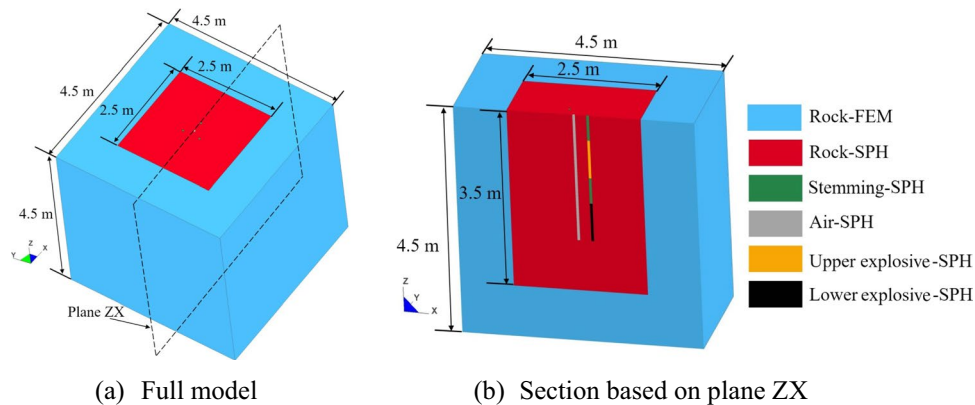 4.5 m
2.5 m
4.5 m
2.5 m
4.5 m
Z
Y
X
Plane ZX
(a) Full model
4.5 m
2.5 m
3.5 m
4.5 m
Z
Y
X
(b) Section based on plane ZX
Rock-FEM
Rock-SPH
Stemming-SPH
Air-SPH
Upper explosive-SPH
Lower explosive-SPH